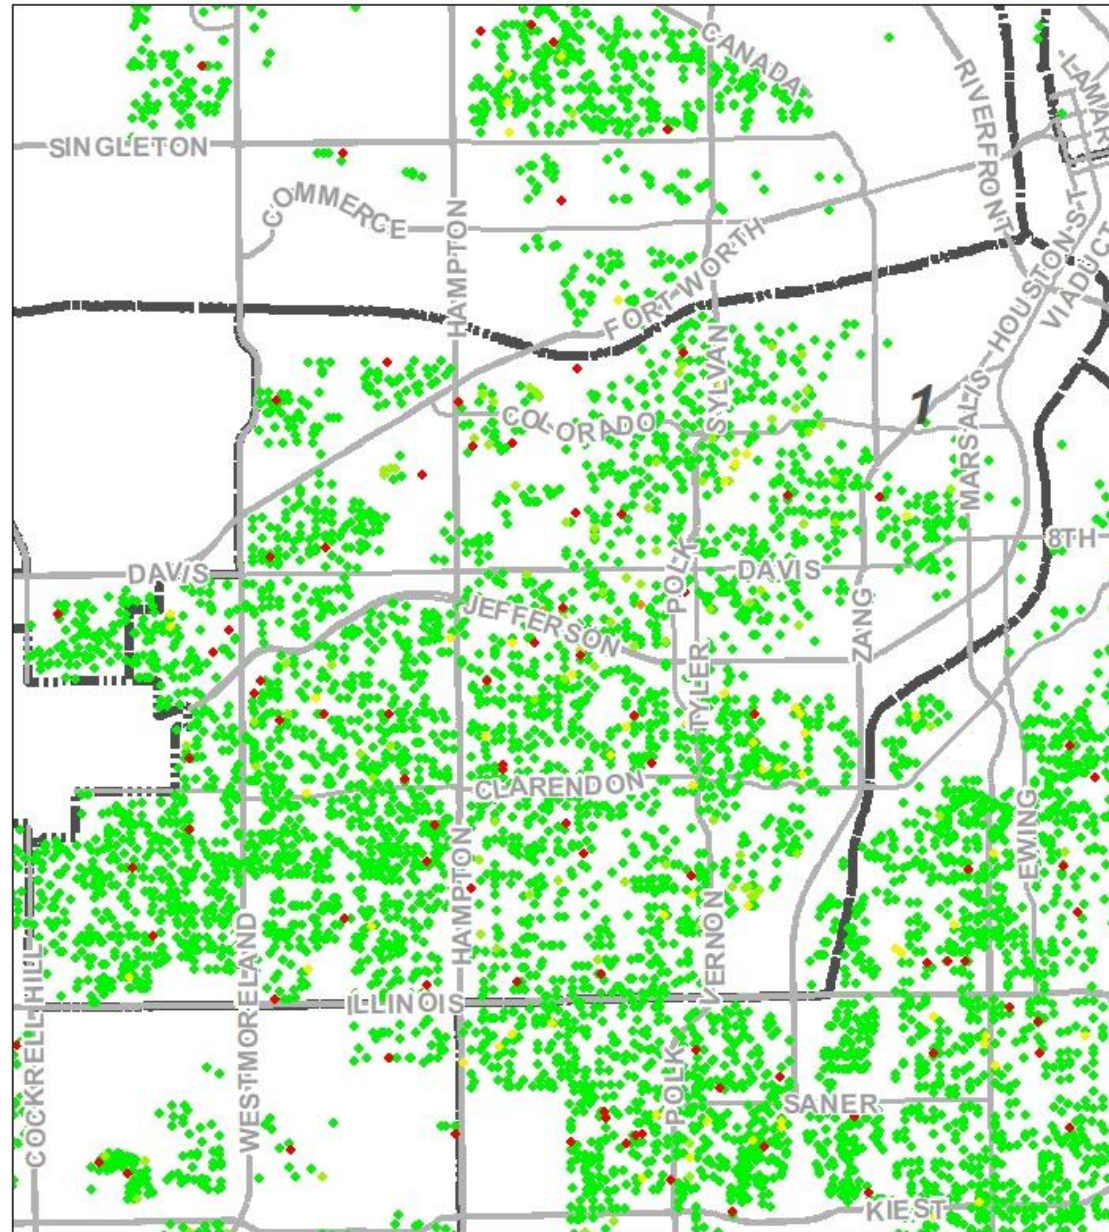 CANADA
RIVERFRONT
LAMAR
SINGLETON
COMMERCE
HAMPTON
FORT WORTH
HOUSTON-ST
VIADUCT
SYLVAN
COLORADO
1
MARSALIS
DAVIS
DAVIS
8TH
POLK
JEFFERSON
ZANG
TYLER
CLARENDON
EWING
HAMPTON
VERNON
WESTMORELAND
COCKRELL HILL
ILLINOIS
POLK
SANER
KIEST